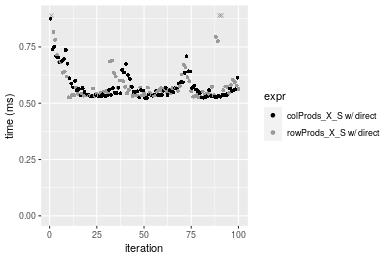 0.75
0.50
0.25
0.00
time (ms)
0
25
50
75
100
iteration
expr
colProds_X_S w/ direct
rowProds_X_S w/ direct